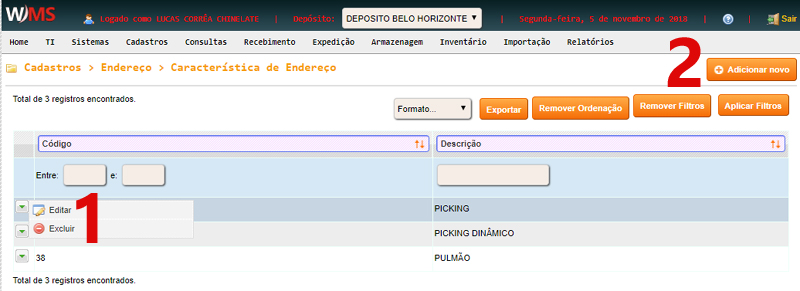 WMS Logado como LUCAS CORRÊA CHINELATE | Depósito: DEPOSITO BELO HORIZONTE | Segunda-feira, 5 de novembro de 2018 | Sair
Home TI Sistemas Cadastros Consultas Recebimento Expedição Armazenagem Inventário Importação Relatórios
2
Cadastros > Endereço > Característica de Endereço
Adicionar novo
Total de 3 registros encontrados.
Formato... Exportar Remover Ordenação Remover Filtros Aplicar Filtros
Código Descrição
Entre: e:
1
Editar PICKING
Excluir PICKING DINÂMICO
38 PULMÃO
Total de 3 registros encontrados.